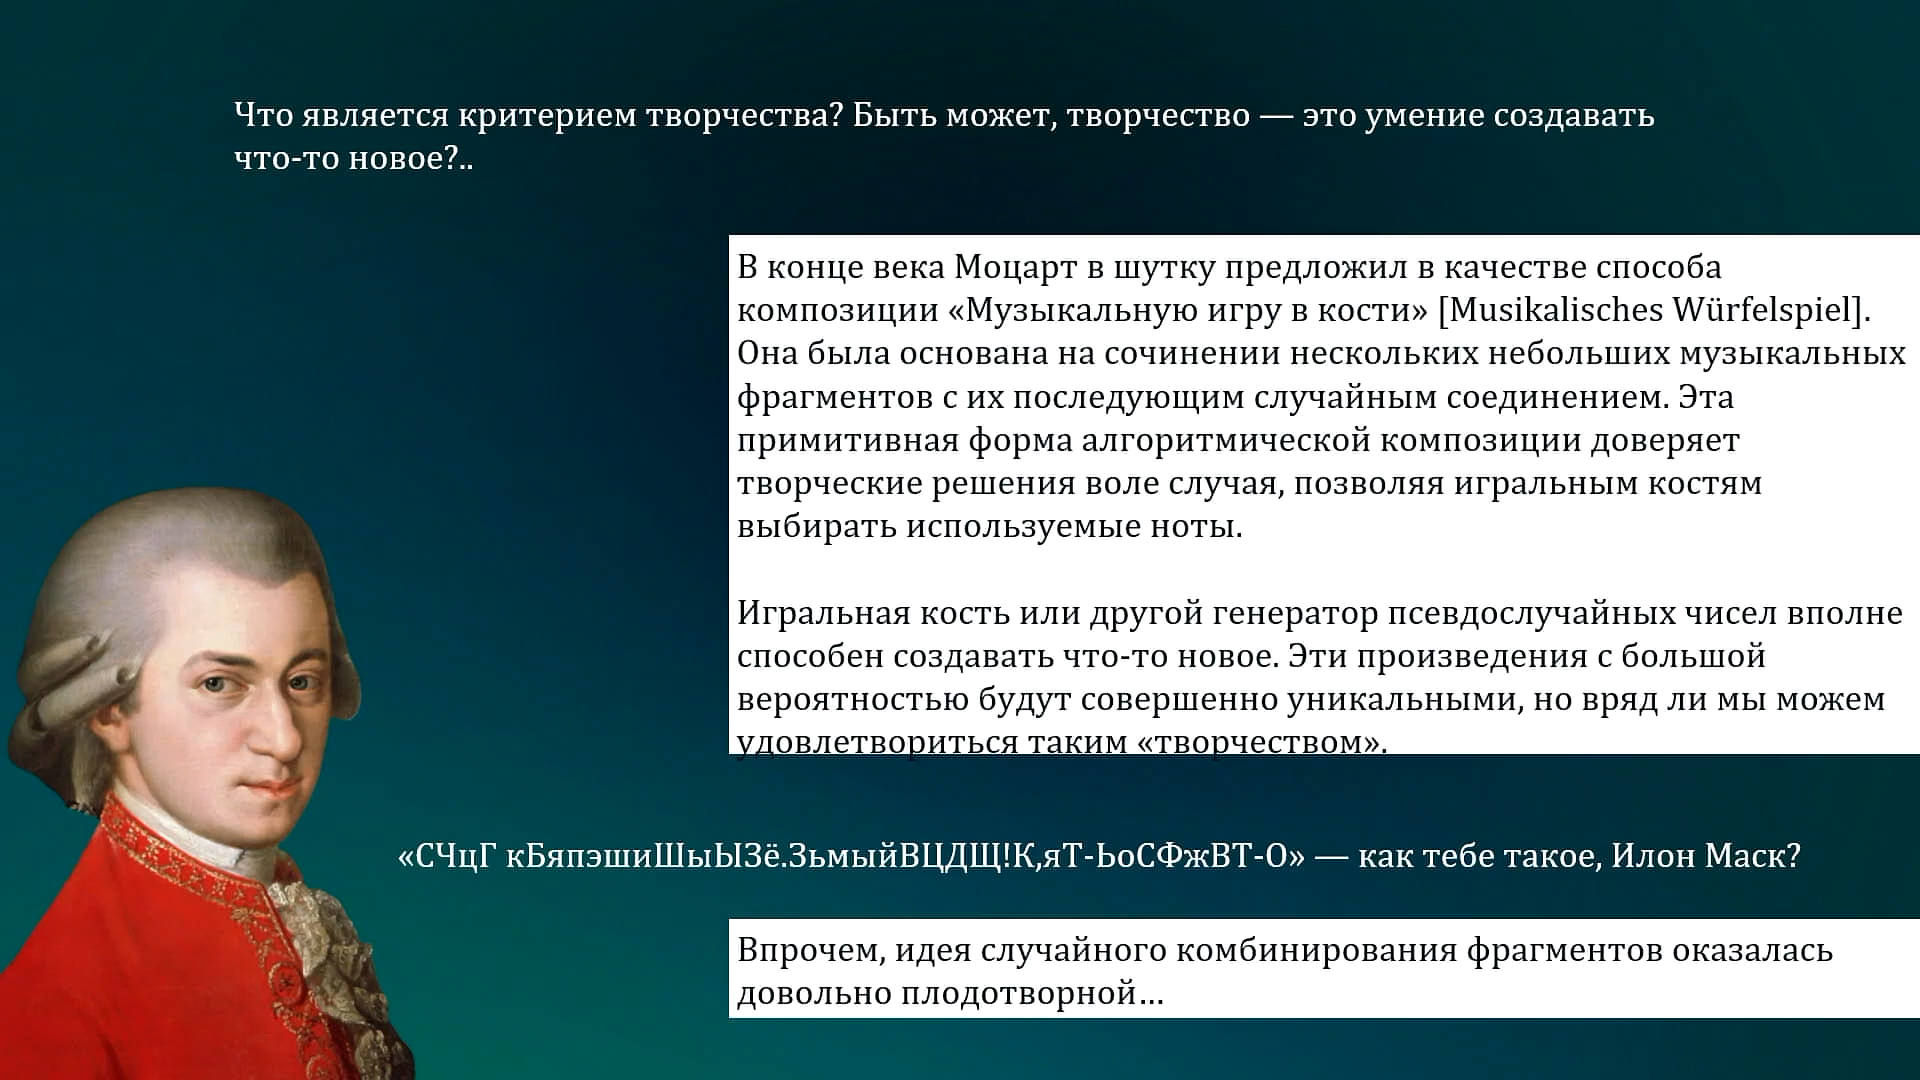 Что является критерием творчества? Быть может, творчество — это умение создавать
что-то новое?..
В конце века Моцарт в шутку предложил в качестве способа
композиции «Музыкальную игру в кости» [Musikalisches Würfelspiel].
Она была основана на сочинении нескольких небольших музыкальных
фрагментов с их последующим случайным соединением. Эта
примитивная форма алгоритмической композиции доверяет
творческие решения воле случая, позволяя игральным костям
выбирать используемые ноты.
Игральная кость или другой генератор псевдослучайных чисел вполне
способен создавать что-то новое. Эти произведения с большой
вероятностью будут совершенно уникальными, но вряд ли мы можем
удовлетвориться таким «творчеством».
«СЧцГ кБяпэшиШыЫЗё.ЗьмыйВЦДЩ!К,яТ-ЬоСФжВТ-О» — как тебе такое, Илон Маск?
Впрочем, идея случайного комбинирования фрагментов оказалась
довольно плодотворной…